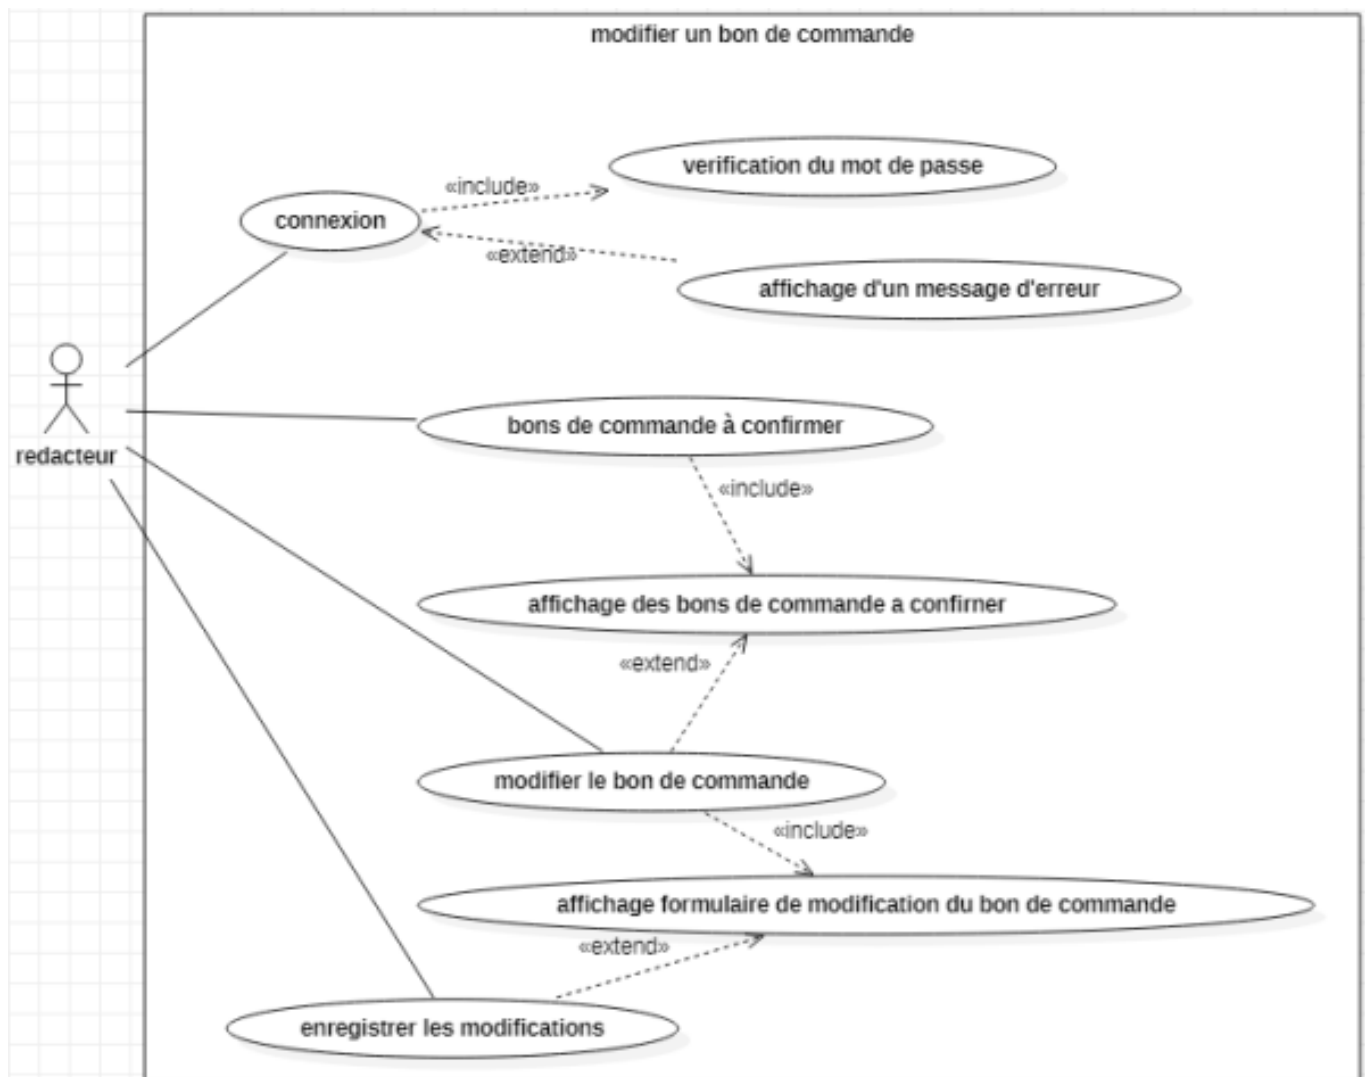 modifier un bon de commande
verification du mot de passe
«include»
connexion
«extend»
affichage d'un message d'erreur
bons de commande à confirmer
redacteur
«include»
affichage des bons de commande a confirner
«extend»
modifier le bon de commande
«include»
affichage formulaire de modification du bon de commande
«extend»
enregistrer les modifications